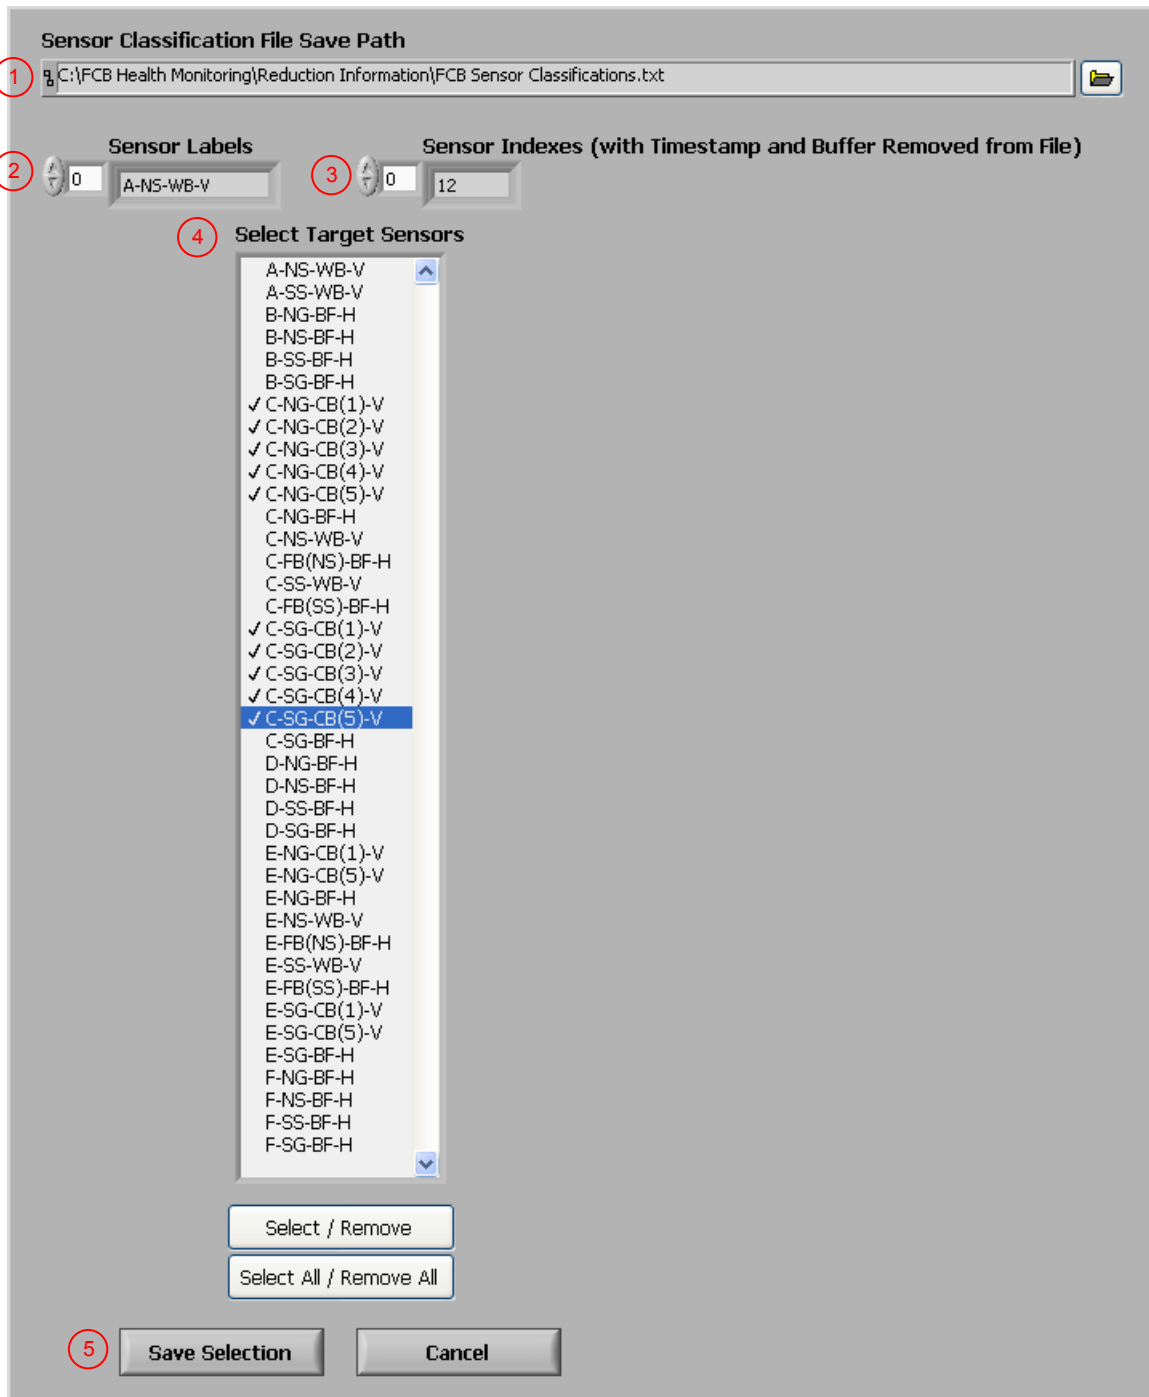 Sensor Classification File Save Path
1 C:\FCB Health Monitoring\Reduction Information\FCB Sensor Classifications.txt
Sensor Labels Sensor Indexes (with Timestamp and Buffer Removed from File)
2 0 A-NS-WB-V 3 0 12
4 Select Target Sensors
A-NS-WB-V
A-SS-WB-V
B-NG-BF-H
B-NS-BF-H
B-SS-BF-H
B-SG-BF-H
✓ C-NG-CB(1)-V
✓ C-NG-CB(2)-V
✓ C-NG-CB(3)-V
✓ C-NG-CB(4)-V
✓ C-NG-CB(5)-V
C-NG-BF-H
C-NS-WB-V
C-FB(NS)-BF-H
C-SS-WB-V
C-FB(SS)-BF-H
✓ C-SG-CB(1)-V
✓ C-SG-CB(2)-V
✓ C-SG-CB(3)-V
✓ C-SG-CB(4)-V
✓ C-SG-CB(5)-V
C-SG-BF-H
D-NG-BF-H
D-NS-BF-H
D-SS-BF-H
D-SG-BF-H
E-NG-CB(1)-V
E-NG-CB(5)-V
E-NG-BF-H
E-NS-WB-V
E-FB(NS)-BF-H
E-SS-WB-V
E-FB(SS)-BF-H
E-SG-CB(1)-V
E-SG-CB(5)-V
E-SG-BF-H
F-NG-BF-H
F-NS-BF-H
F-SS-BF-H
F-SG-BF-H
Select / Remove
Select All / Remove All
5 Save Selection Cancel